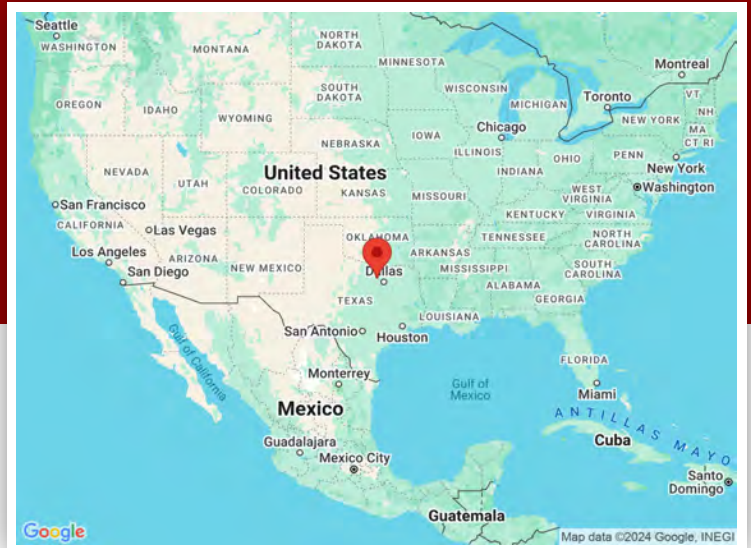 Seattle
WASHINGTON
MONTANA
NORTH
DAKOTA
MINNESOTA
Montreal
OREGON
IDAHO
WYOMING
SOUTH
DAKOTA
WISCONSIN
MICHIGAN
Toronto
VT
NH
NEW YORK
MA
CT RI
NEBRASKA
IOWA
Chicago
ILLINOIS
INDIANA
OHIO
PENN
New York
NEVADA
UTAH
COLORADO
United States
KANSAS
MISSOURI
WEST
VIRGINIA
Washington
San Francisco
CALIFORNIA
Las Vegas
KENTUCKY
VIRGINIA
Los Angeles
ARIZONA
NEW MEXICO
OKLAHOMA
ARKANSAS
TENNESSEE
NORTH
CAROLINA
San Diego
Dallas
MISSISSIPPI
SOUTH
CAROLINA
ALABAMA
TEXAS
GEORGIA
LOUISIANA
San Antonio
Houston
Gulf of California
FLORIDA
Monterrey
Gulf of
Mexico
Miami
Mexico
ANTILLAS MAYO
Cuba
Guadalajara
Mexico City
Santo
Domingo
Guatemala
Google
Map data ©2024 Google, INEGI